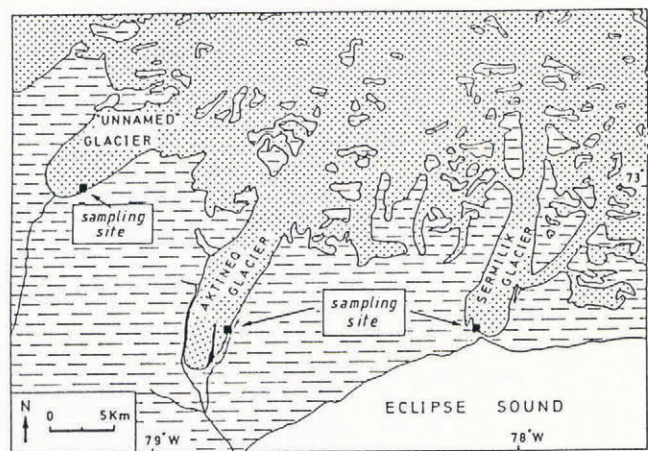 UNNAMED
GLACIER
sampling
site
AKTINEQ
GLACIER
sampling
site
SERMILIK
GLACIER
73°
N
0 5Km
ECLIPSE SOUND
79°W
78°W